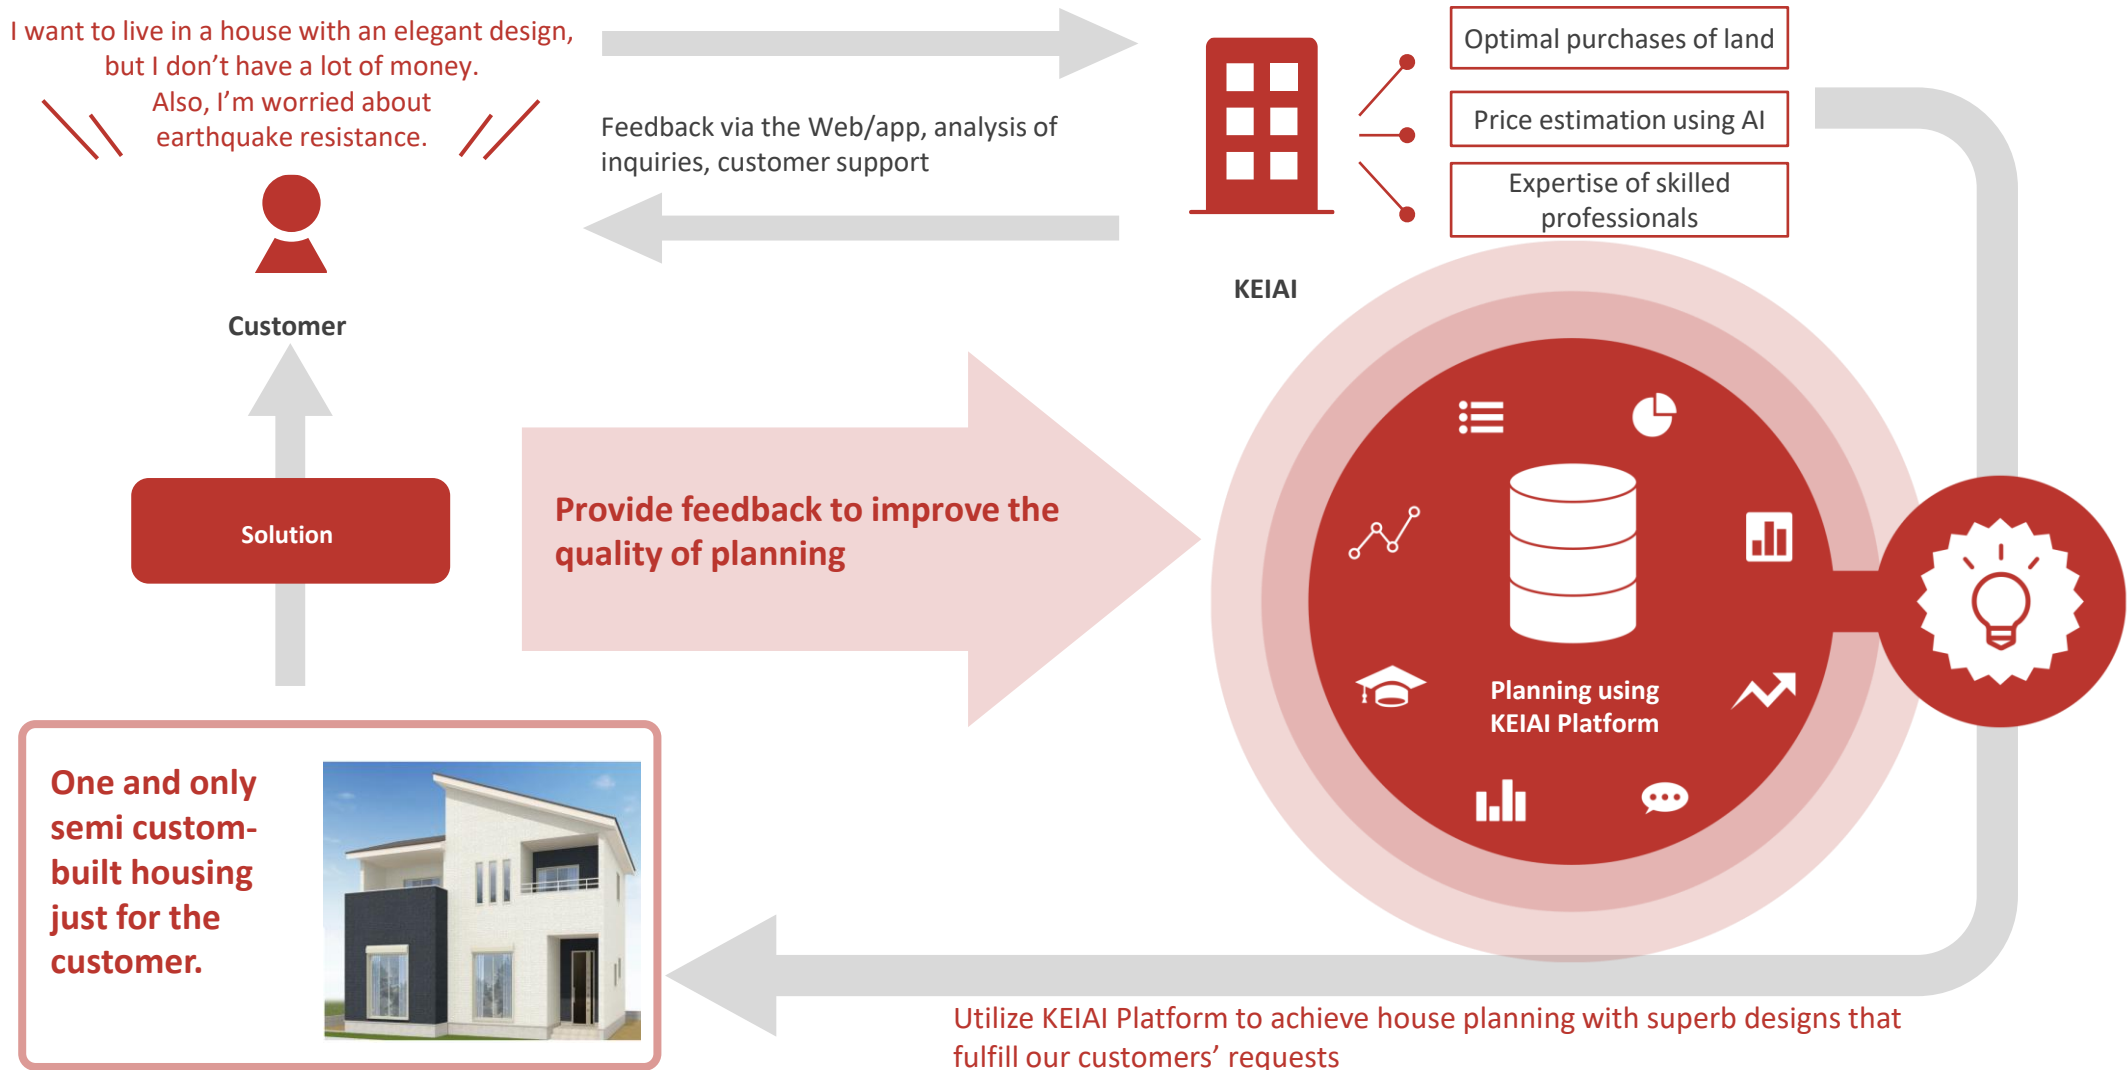 I want to live in a house with an elegant design,
but I don’t have a lot of money.
Also, I’m worried about
earthquake resistance.
Customer
Feedback via the Web/app, analysis of
inquiries, customer support
KEIAI
Optimal purchases of land
Price estimation using AI
Expertise of skilled
professionals
Solution
Provide feedback to improve the
quality of planning
Planning using
KEIAI Platform
One and only
semi custom-
built housing
just for the
customer.
Utilize KEIAI Platform to achieve house planning with superb designs that
fulfill our customers’ requests